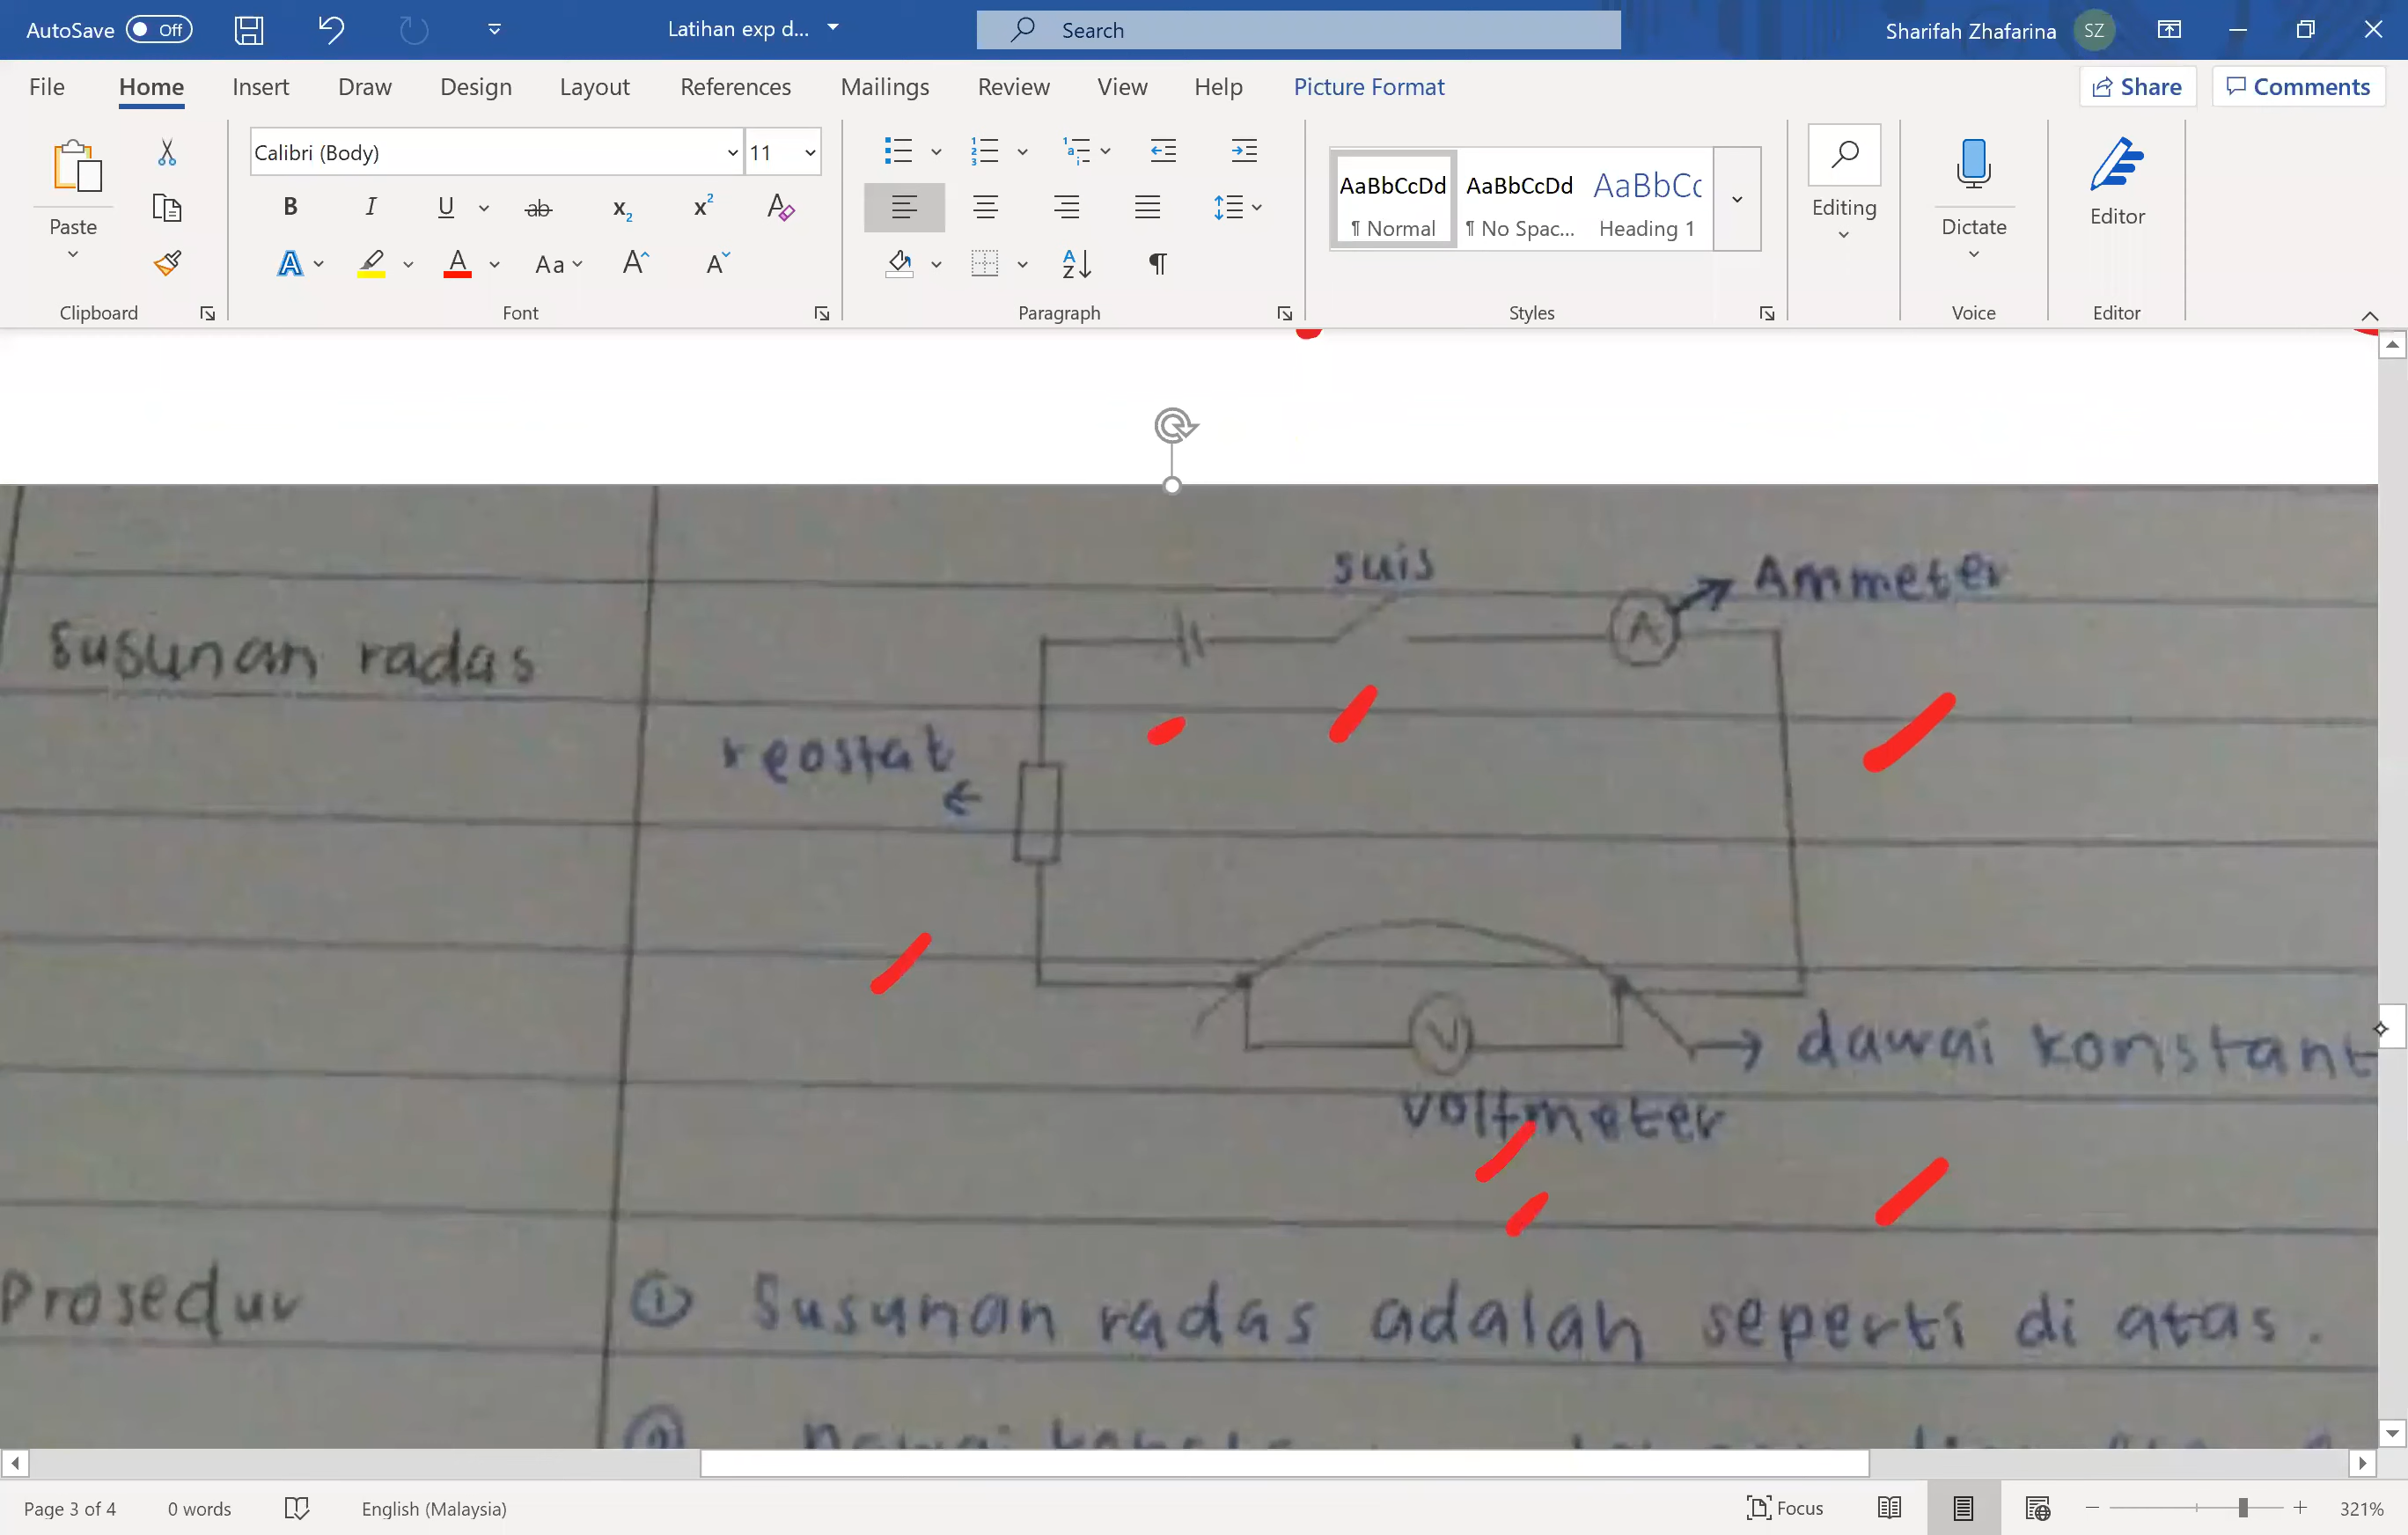 AutoSave Off Latihan exp d... Search Sharifah Zhafarina SZ
File Home Insert Draw Design Layout References Mailings Review View Help Picture Format Share Comments
Paste Calibri (Body) 11 AaBbCcDd AaBbCcDd AaBbCc Editing Dictate Editor
¶ Normal ¶ No Spac... Heading 1
Clipboard Font Paragraph Styles Voice Editor
suis
Ammeter
A
Susunan radas
reostat
V
dawai konstant
voltmeter
Prosedur ① Susunan radas adalah seperti di atas.
②
Page 3 of 4 0 words English (Malaysia) Focus 321%